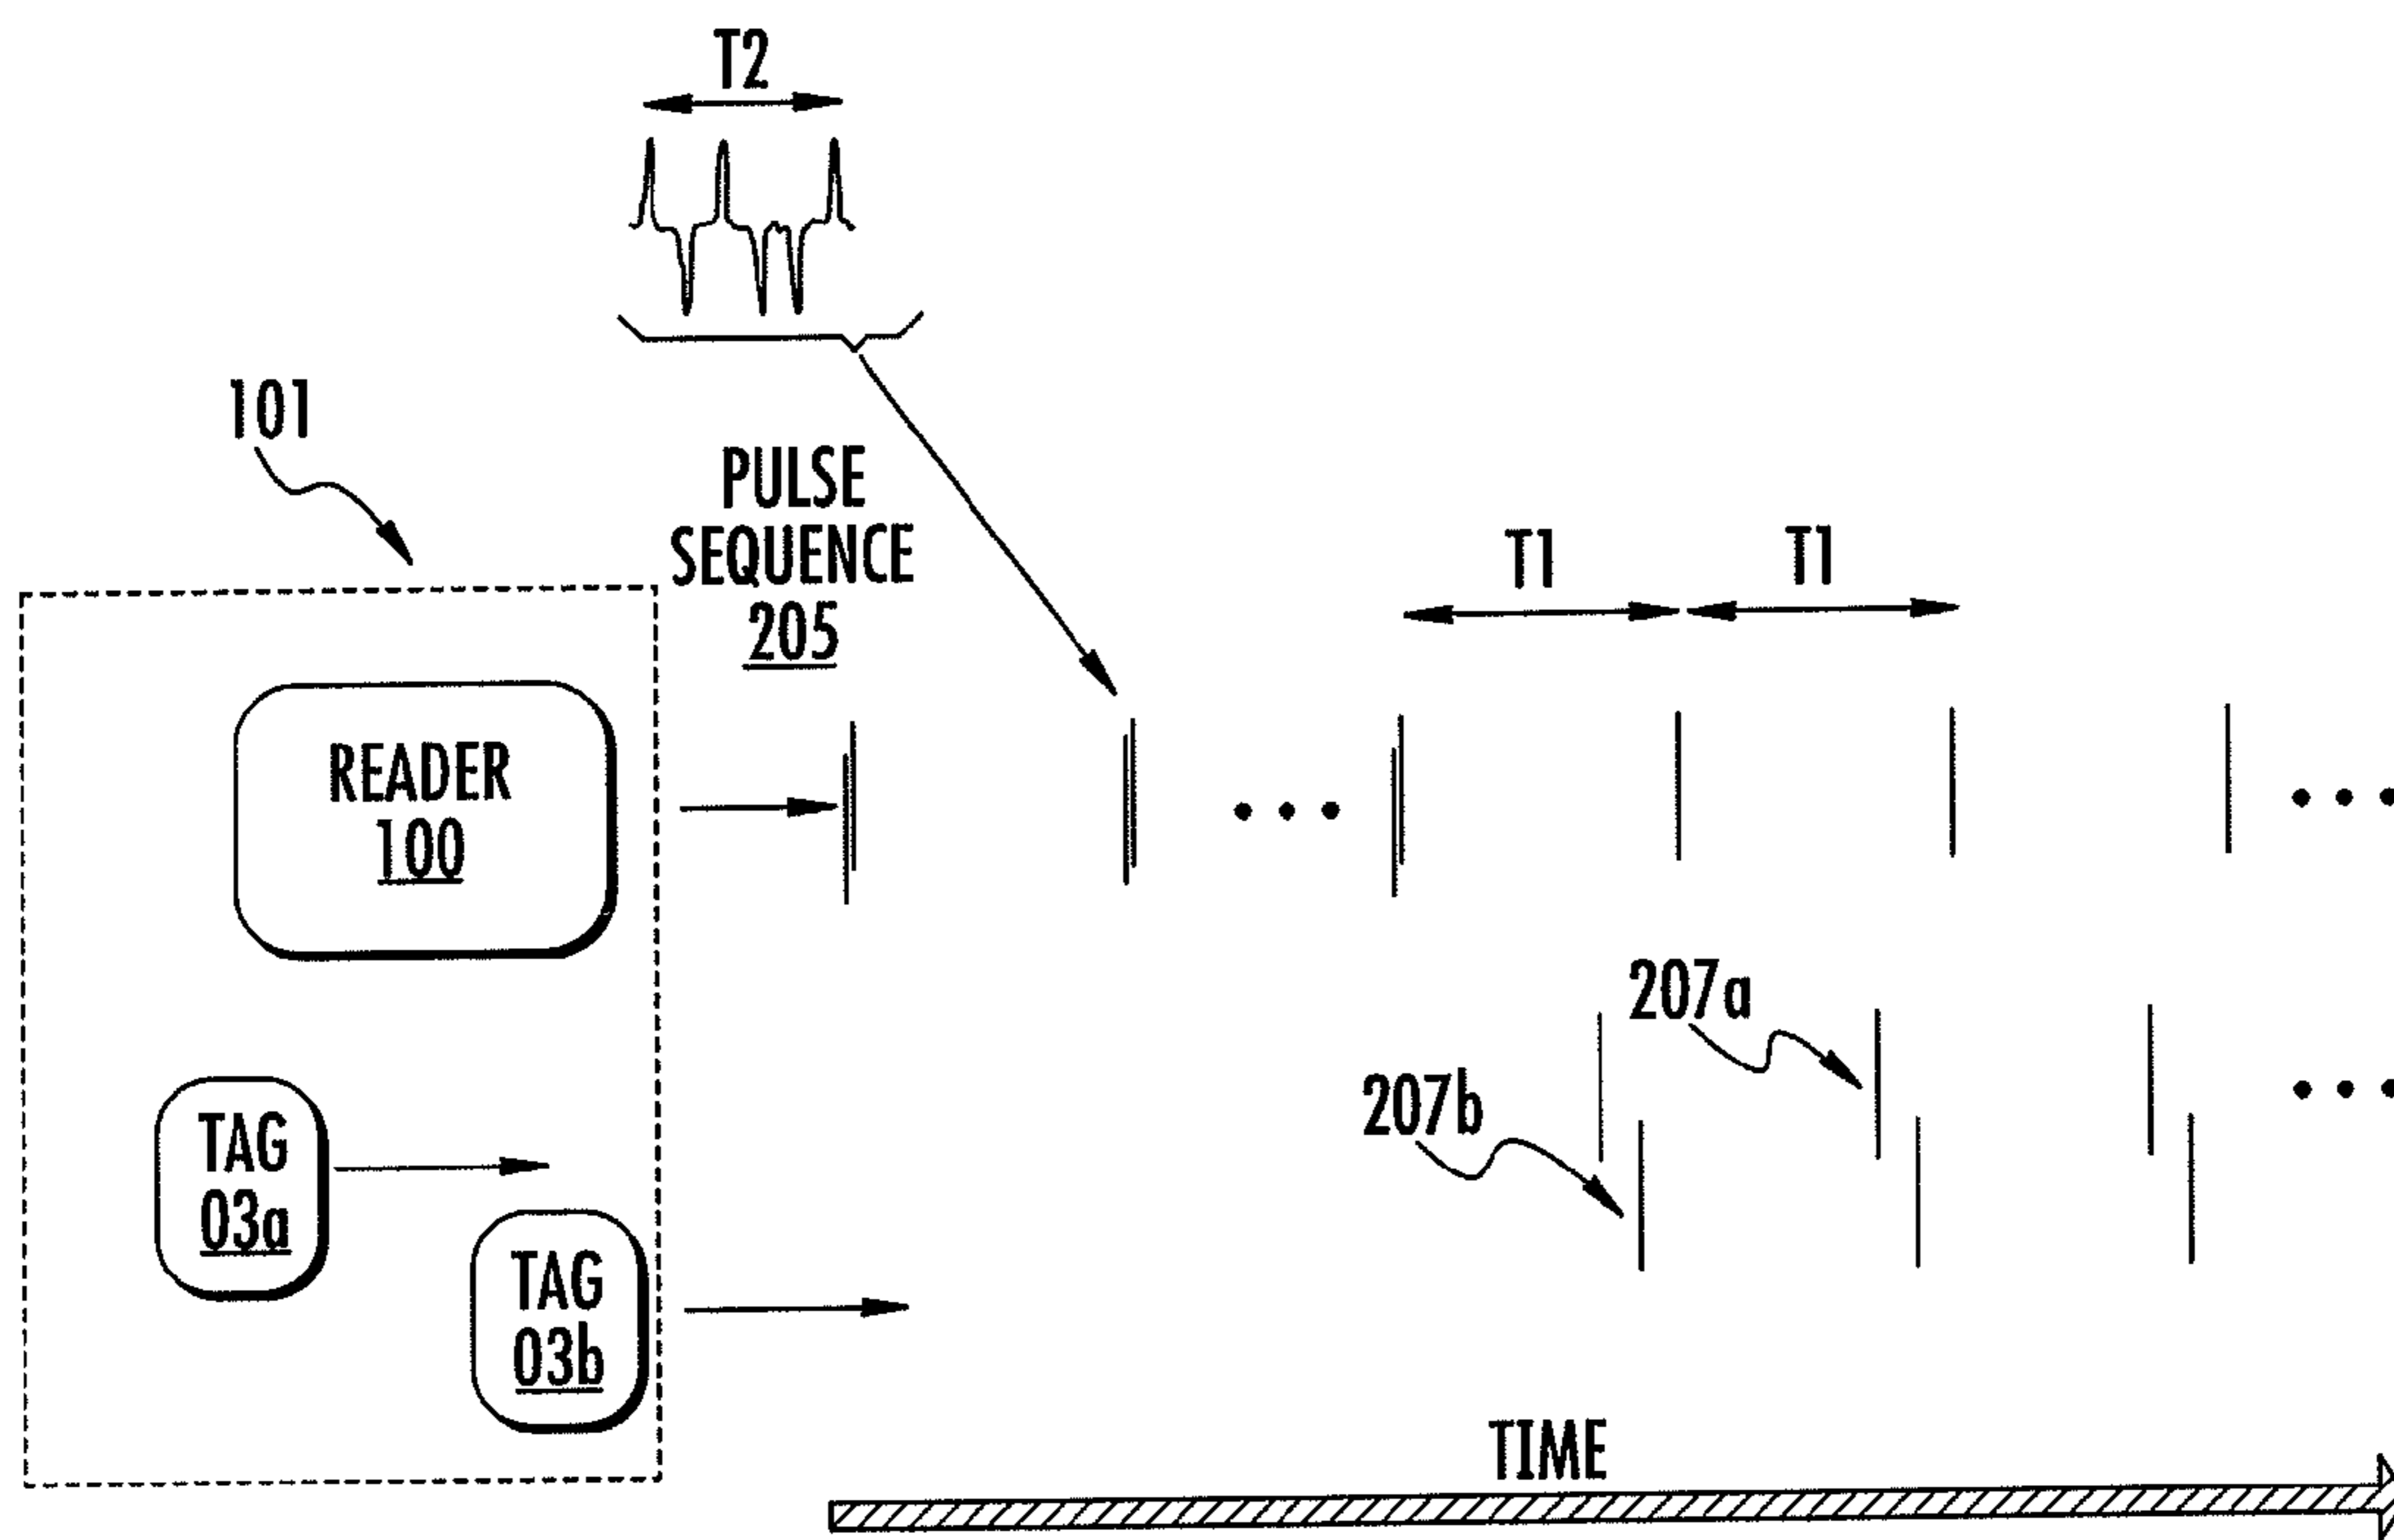 T2
101
PULSE
SEQUENCE
205
T1
T1
READER
100
207a
207b
TAG
03a
TAG
03b
TIME